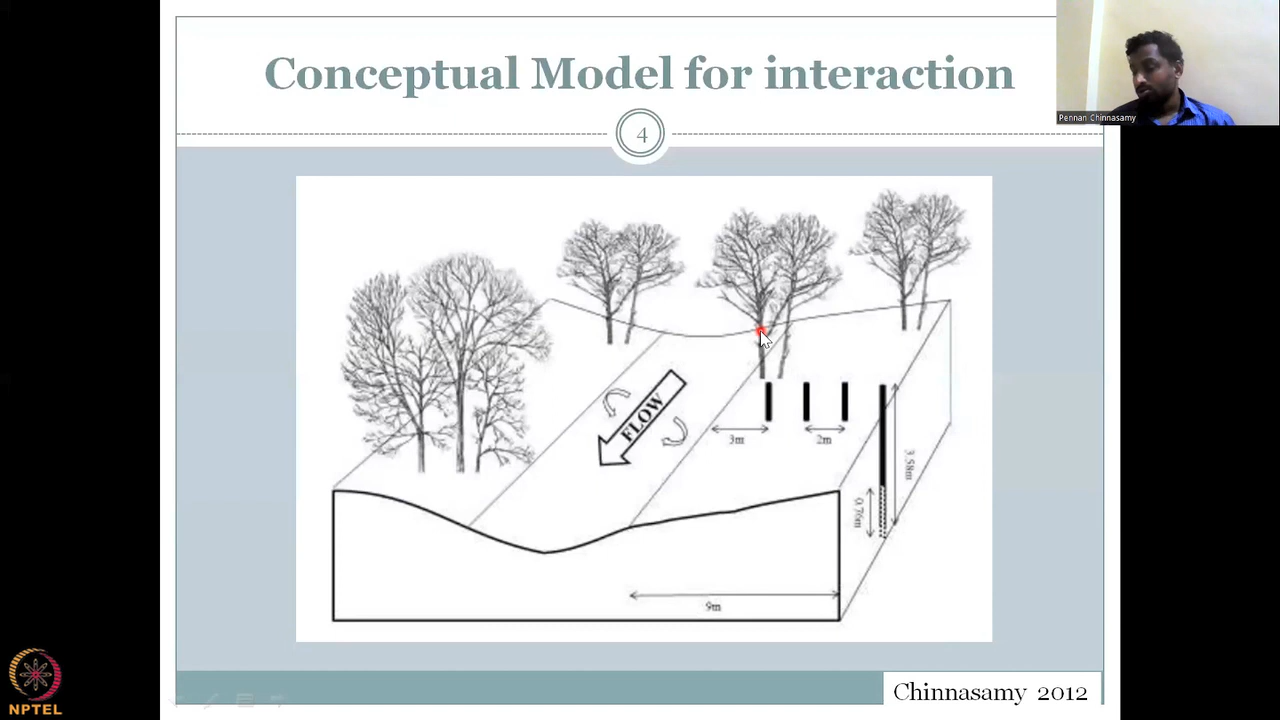 Conceptual Model for interaction
Pennan Chinnasamy
4
FLOW
3m
2m
3.58m
0.76m
9m
Chinnasamy 2012
NPTEL